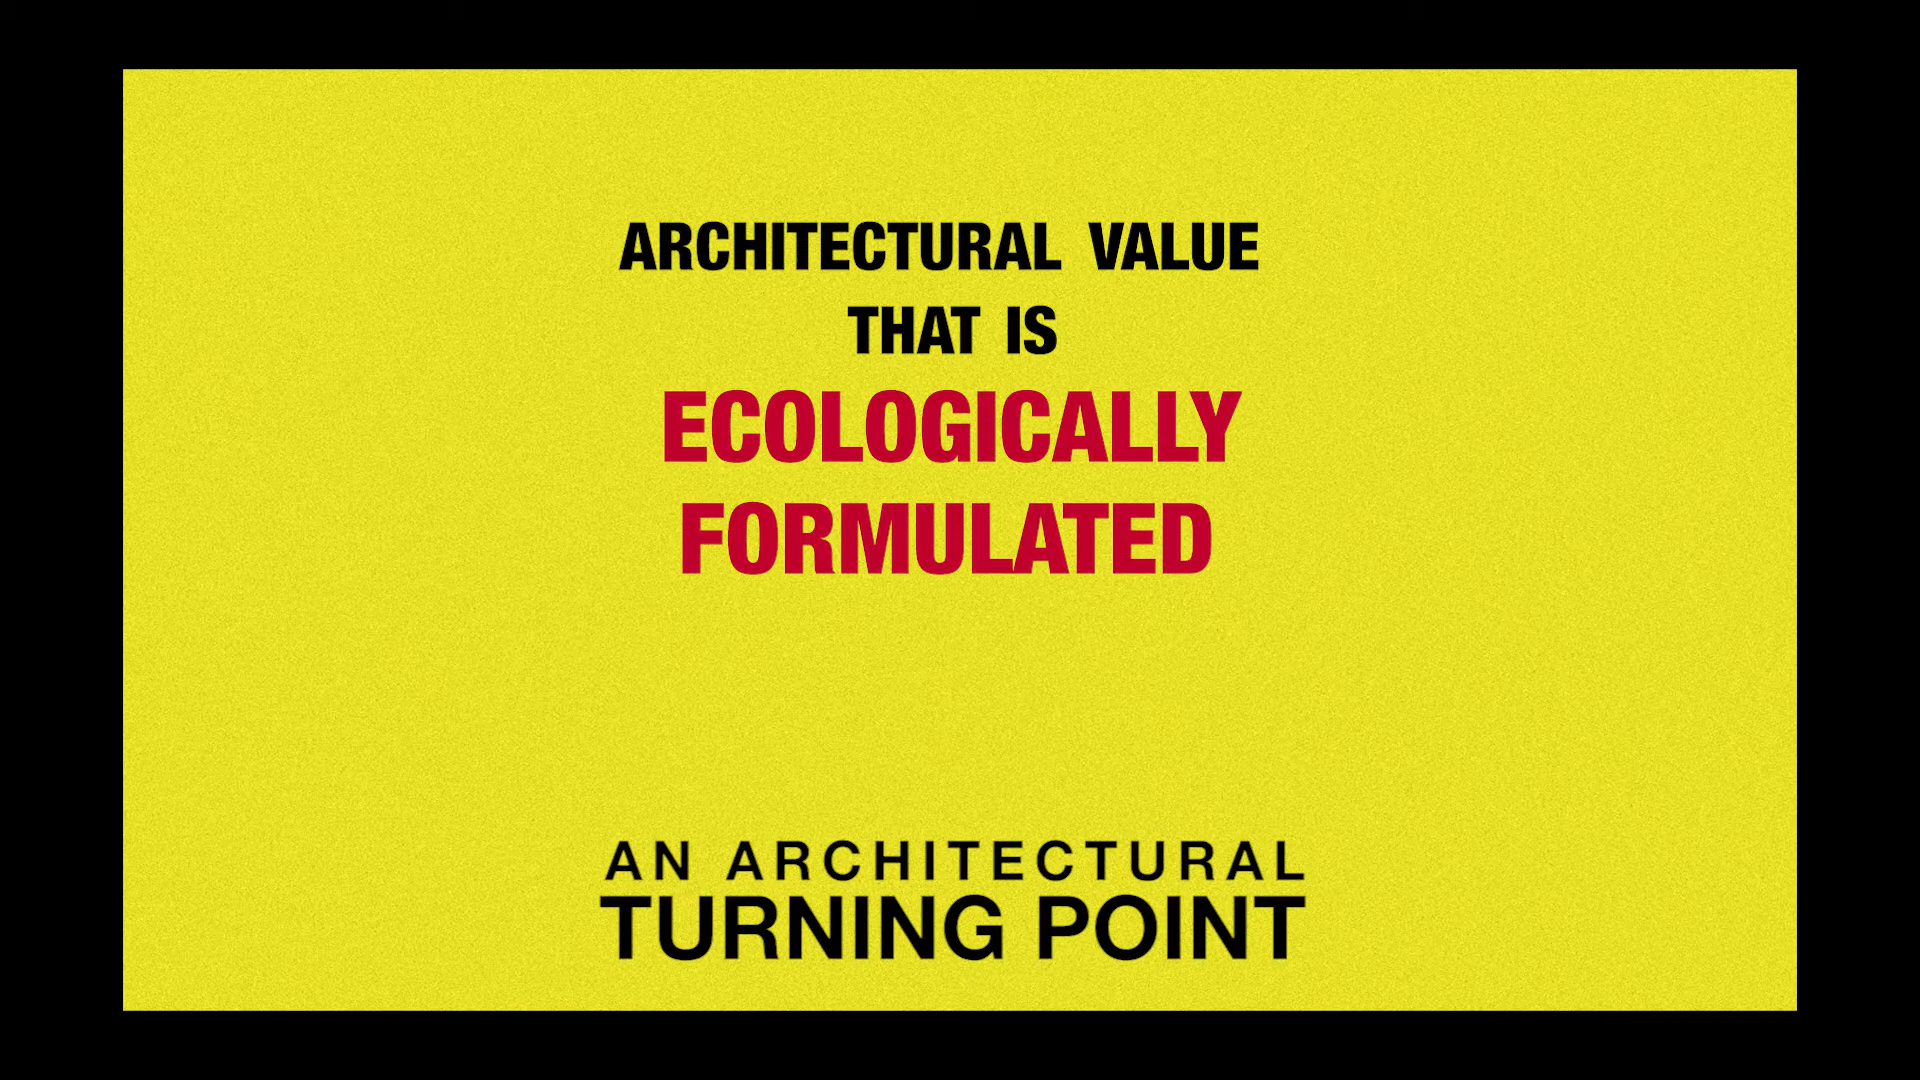 ARCHITECTURAL VALUE
THAT IS
ECOLOGICALLY
FORMULATED
AN ARCHITECTURAL
TURNING POINT